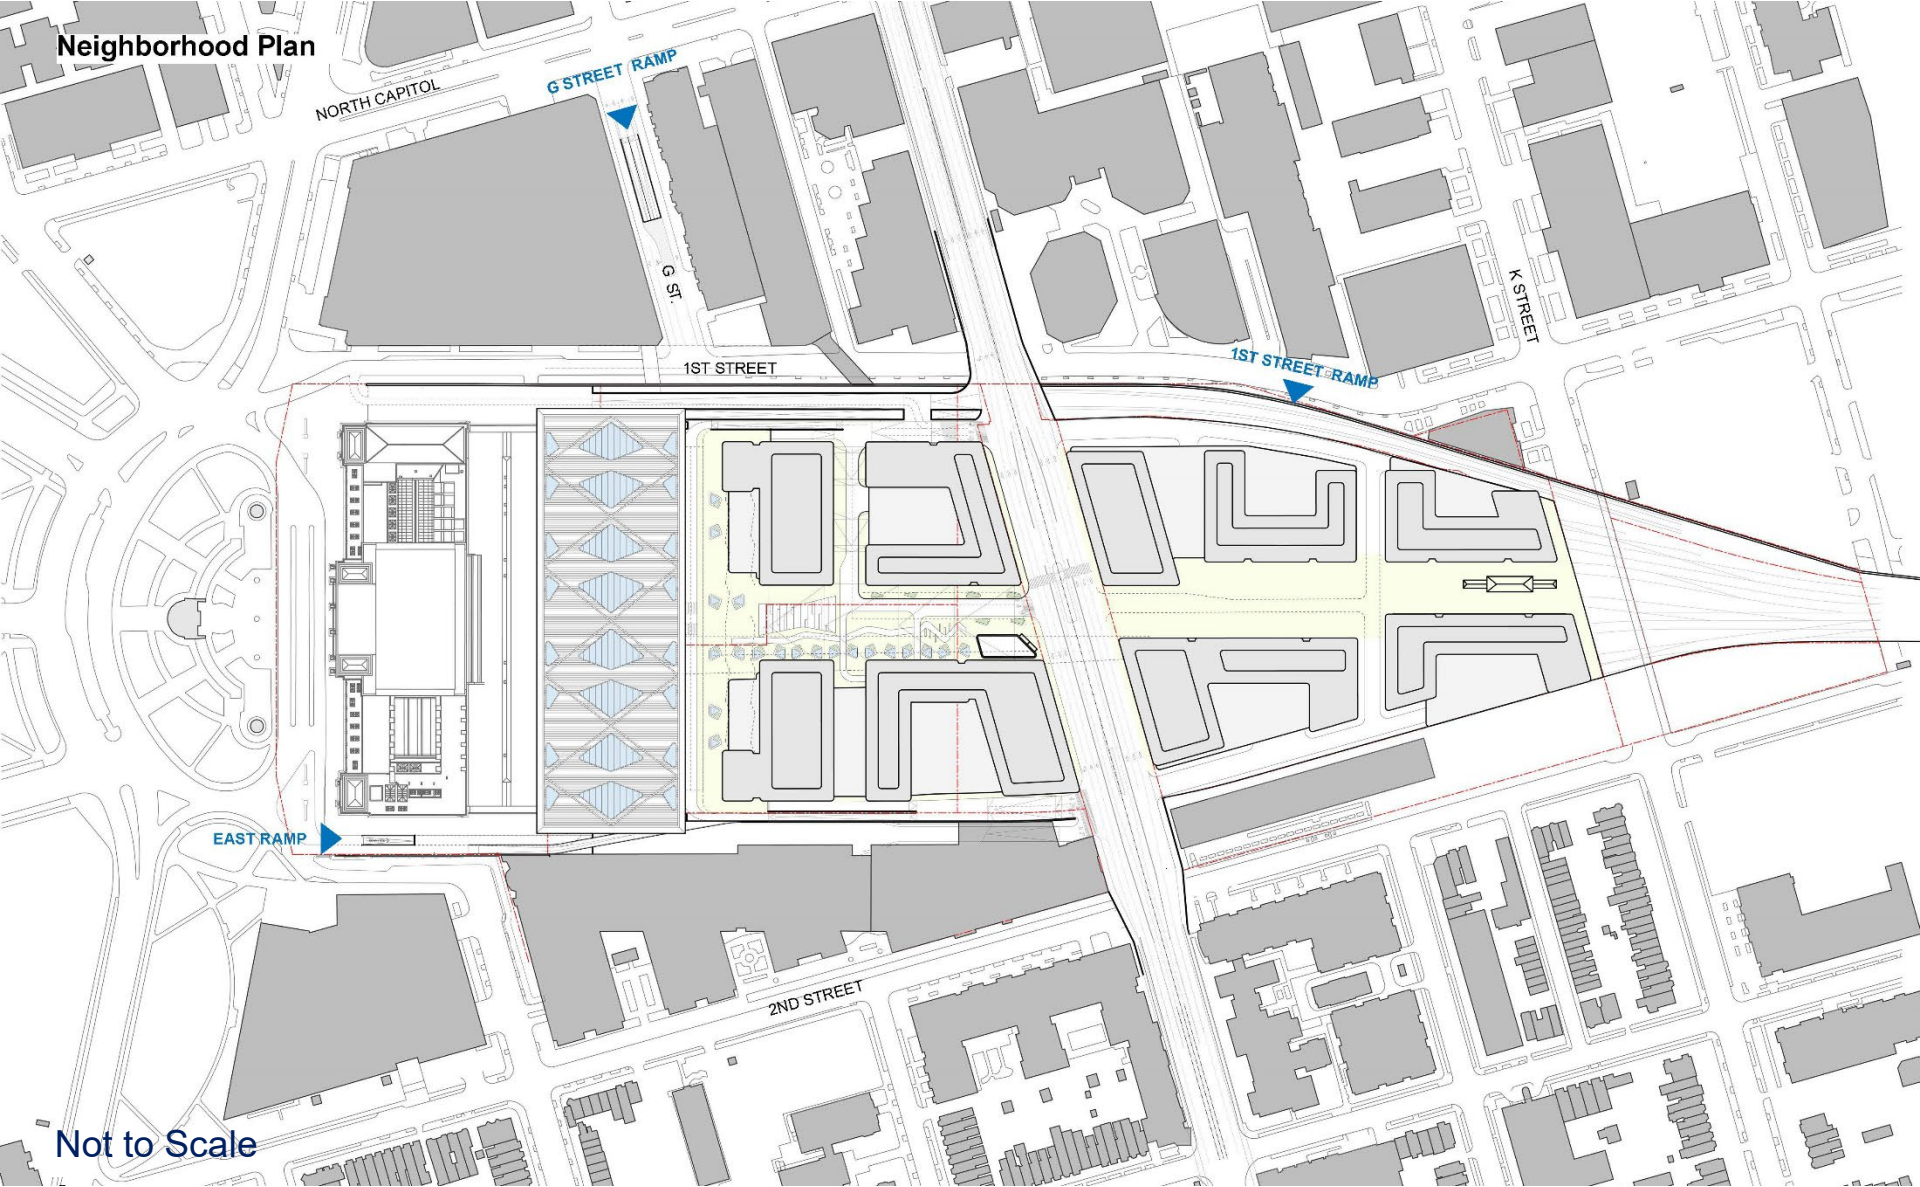 Neighborhood Plan
G STREET RAMP
NORTH CAPITOL
G ST.
K STREET
1ST STREET
1ST STREET RAMP
EAST RAMP
2ND STREET
Not to Scale